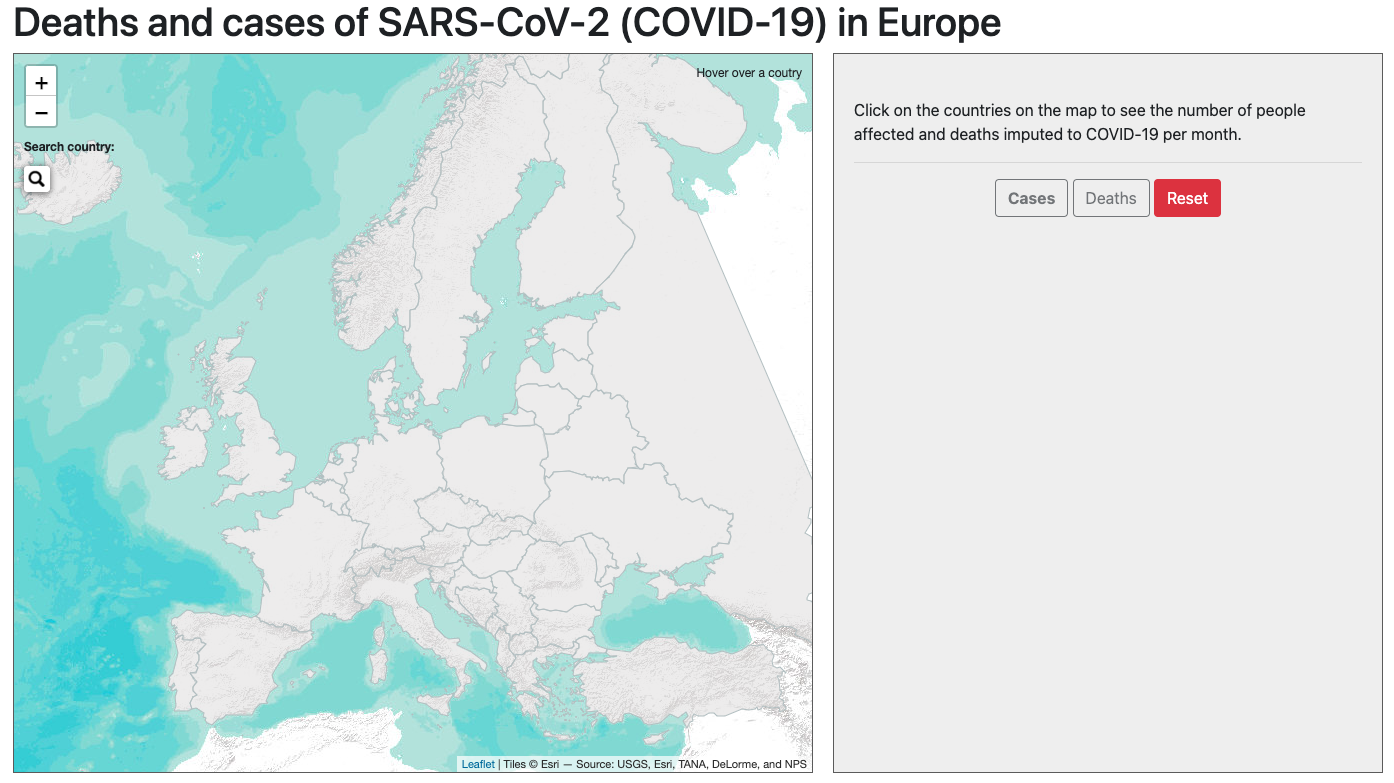 Deaths and cases of SARS-CoV-2 (COVID-19) in Europe
+
−
Hover over a coutry
Search country:
Leaflet | Tiles © Esri — Source: USGS, Esri, TANA, DeLorme, and NPS
Click on the countries on the map to see the number of people
affected and deaths imputed to COVID-19 per month.
Cases Deaths Reset